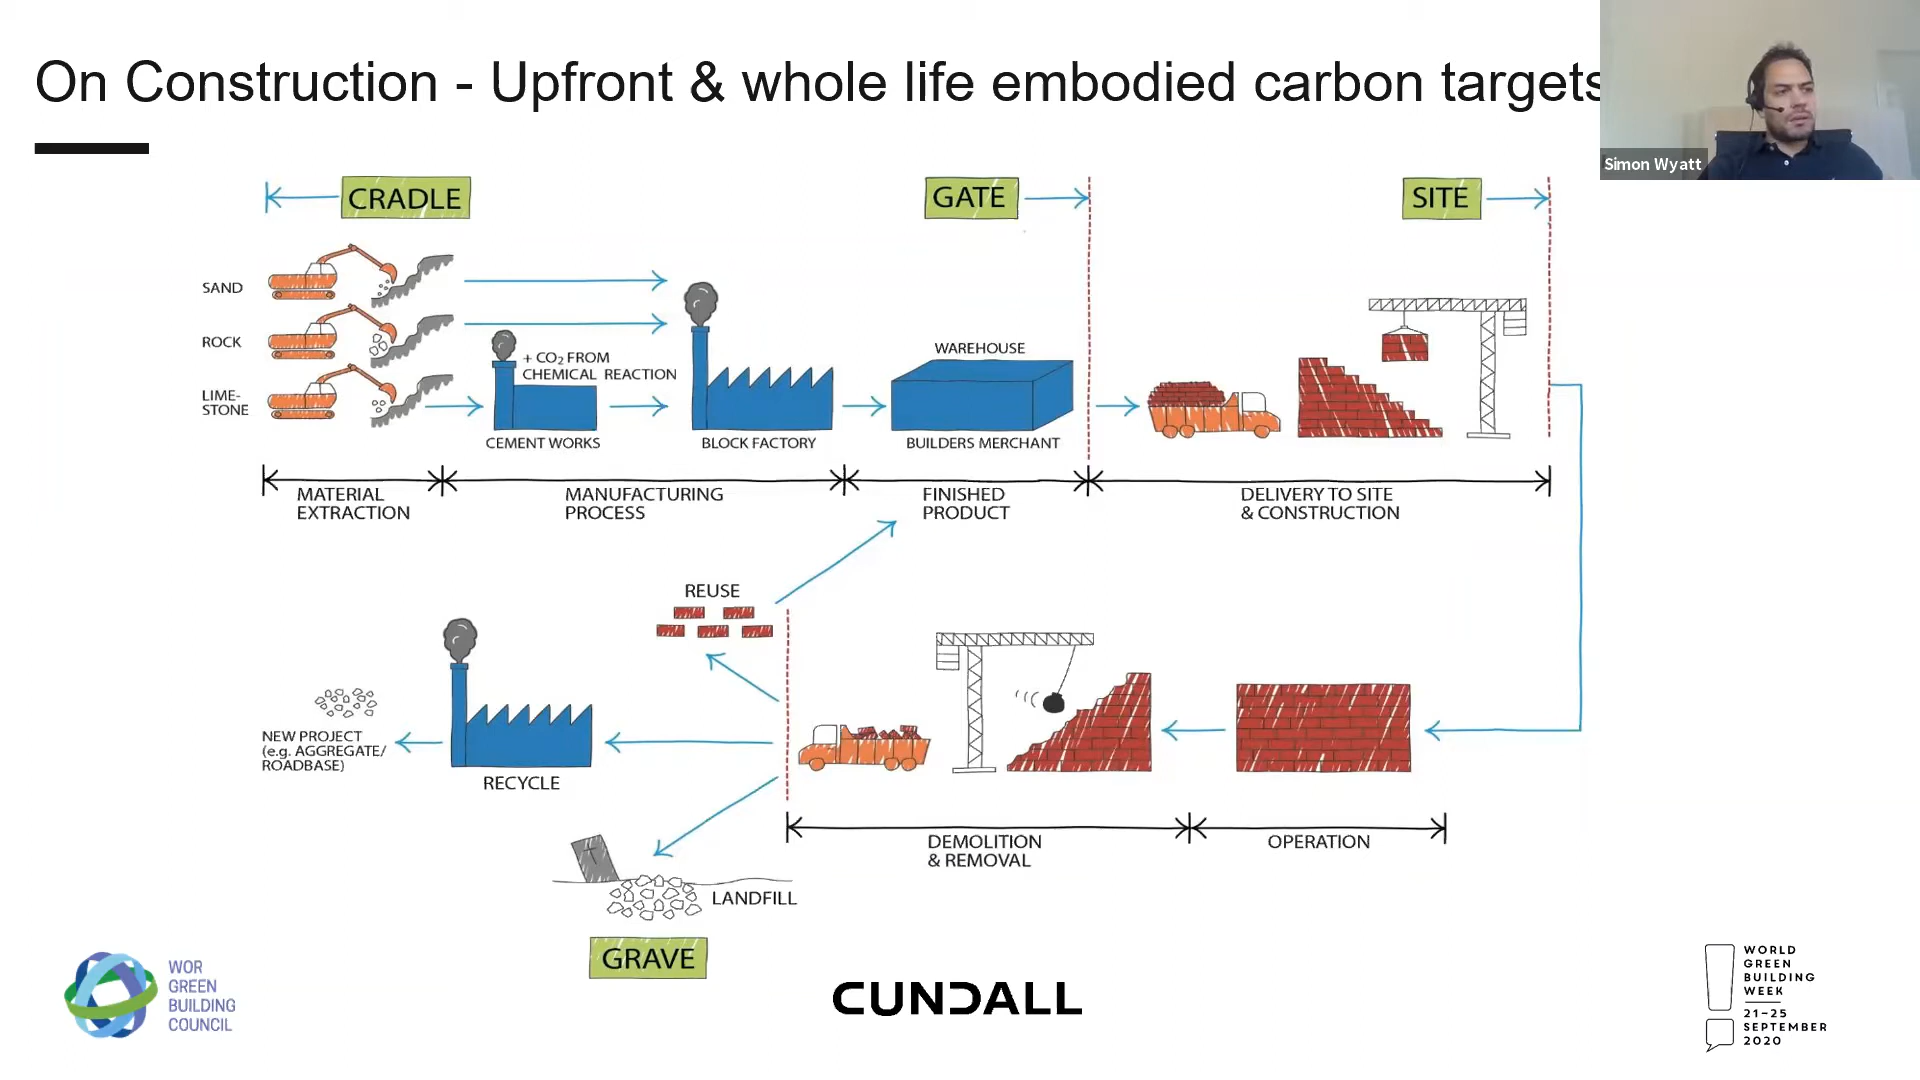 On Construction - Upfront & whole life embodied carbon targets
Simon Wyatt
CRADLE
GATE
SITE
SAND
ROCK
LIME-
STONE
+ CO₂ FROM
CHEMICAL REACTION
WAREHOUSE
CEMENT WORKS
BLOCK FACTORY
BUILDERS MERCHANT
MATERIAL
EXTRACTION
MANUFACTURING
PROCESS
FINISHED
PRODUCT
DELIVERY TO SITE
& CONSTRUCTION
REUSE
NEW PROJECT
(e.g. AGGREGATE/
ROADBASE)
RECYCLE
DEMOLITION
& REMOVAL
OPERATION
LANDFILL
GRAVE
WOR
GREEN
BUILDING
COUNCIL
CUNDALL
WORLD
GREEN
BUILDING
WEEK
21-25
SEPTEMBER
2020